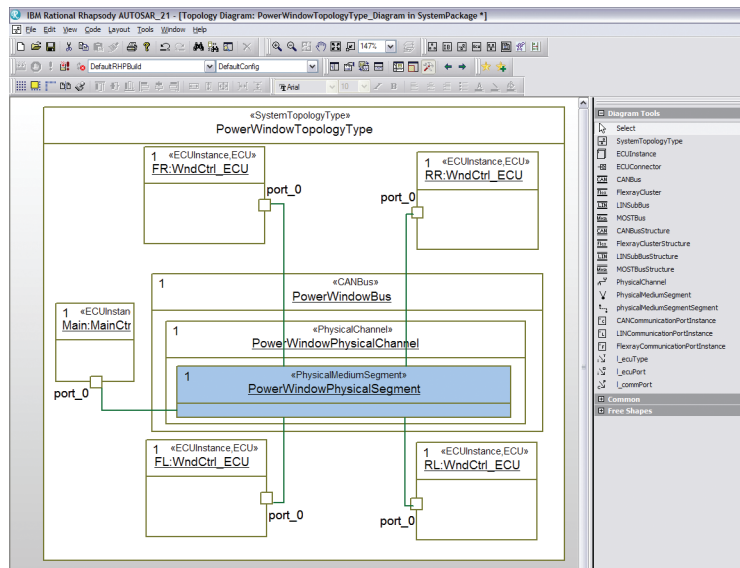 IBM Rational Rhapsody AUTOSAR_21 - [Topology Diagram: PowerWindowTopologyType_Diagram in SystemPackage *]
File Edit View Code Layout Tools Window Help
147%
DefaultRHPBuild DefaultConfig
Arial 10
«SystemTopologyType»
PowerWindowTopologyType
1 «ECUInstance,ECU»
FR:WndCtrl_ECU
port_0
1 «ECUInstance,ECU»
RR:WndCtrl_ECU
port_0
1 «CANBus»
PowerWindowBus
1 «ECUInstan
Main:MainCtr
port_0
1 «PhysicalChannel»
PowerWindowPhysicalChannel
1 «PhysicalMediumSegment»
PowerWindowPhysicalSegment
1 «ECUInstance,ECU»
FL:WndCtrl_ECU
port_0
1 «ECUInstance,ECU»
RL:WndCtrl_ECU
port_0
Diagram Tools
Select
SystemTopologyType
ECUInstance
ECUConnector
CANBus
FlexrayCluster
LINSubBus
MOSTBus
CANBusStructure
FlexrayClusterStructure
LINSubBusStructure
MOSTBusStructure
PhysicalChannel
PhysicalMediumSegment
physicalMediumSegmentSegment
CANCommunicationPortInstance
LINCommunicationPortInstance
FlexrayCommunicationPortInstance
l_ecuType
l_ecuPort
l_commPort
Common
Free Shapes